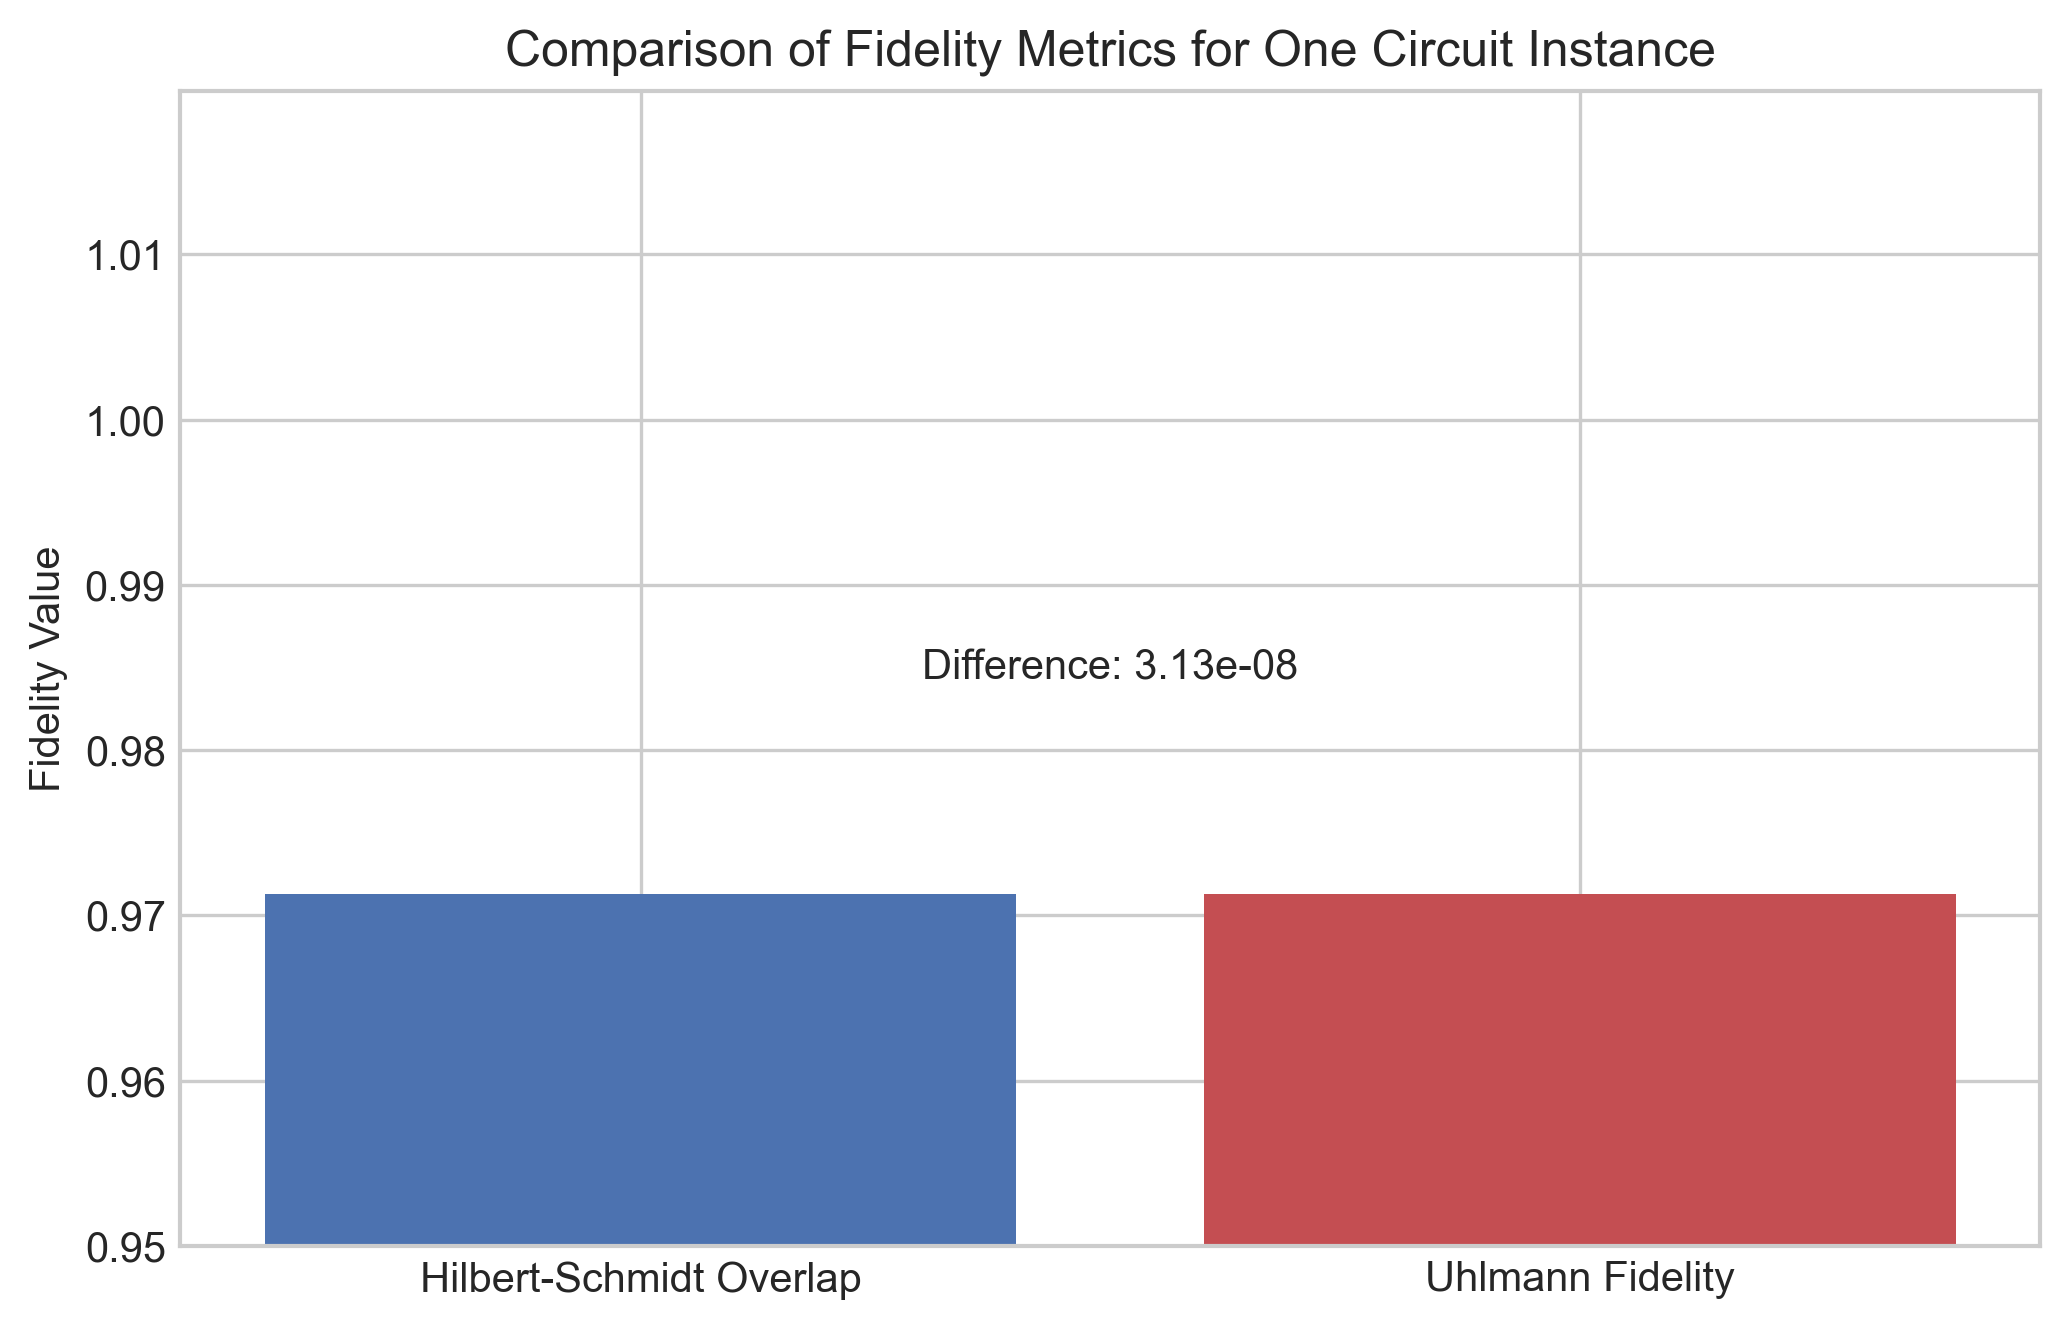 Comparison of Fidelity Metrics for One Circuit Instance
Fidelity Value
1.01
1.00
0.99
0.98
0.97
0.96
0.95
Difference: 3.13e-08
Hilbert-Schmidt Overlap
Uhlmann Fidelity